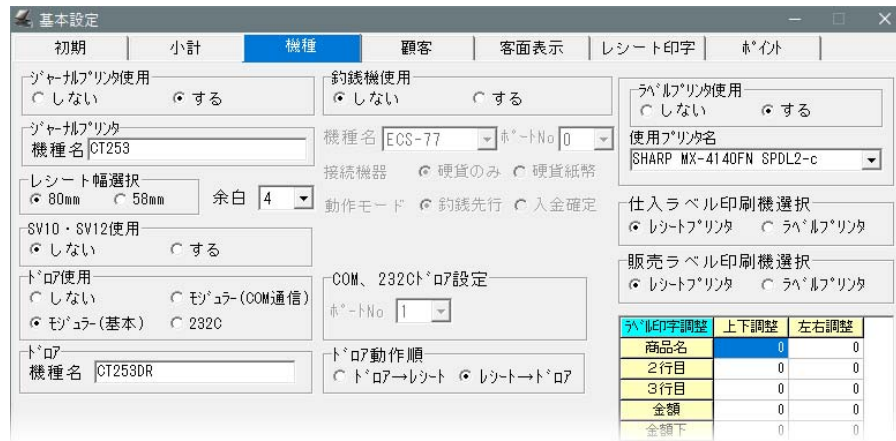 基本設定
初期 小計 機種 顧客 客面表示 レシート印字 ﾎﾟｲﾝﾄ
ｼﾞｬｰﾅﾙﾌﾟﾘﾝﾀ使用
しない する
ｼﾞｬｰﾅﾙﾌﾟﾘﾝﾀ
機種名 CT253
レシート幅選択
80mm 58mm 余白 4
SV10・SV12使用
しない する
ﾄﾞﾛｱ使用
しない ﾓｼﾞｭﾗｰ(COM通信)
ﾓｼﾞｭﾗｰ(基本) 232C
ﾄﾞﾛｱ
機種名 CT253DR
釣銭機使用
しない する
機種名 ECS-77 ﾎﾟｰﾄNo 0
接続機器 硬貨のみ 硬貨紙幣
動作モード 釣銭先行 入金確定
COM、232Cﾄﾞﾛｱ設定
ﾎﾟｰﾄNo 1
ﾄﾞﾛｱ動作順
ﾄﾞﾛｱ→ﾚｼｰﾄ ﾚｼｰﾄ→ﾄﾞﾛｱ
ﾗﾍﾞﾙﾌﾟﾘﾝﾀ使用
しない する
使用ﾌﾟﾘﾝﾀ名
SHARP MX-4140FN SPDL2-c
仕入ラベル印刷機選択
ﾚｼｰﾄﾌﾟﾘﾝﾀ ﾗﾍﾞﾙﾌﾟﾘﾝﾀ
販売ラベル印刷機選択
ﾚｼｰﾄﾌﾟﾘﾝﾀ ﾗﾍﾞﾙﾌﾟﾘﾝﾀ
ﾗﾍﾞﾙ印字調整 上下調整 左右調整
商品名 0 0
2行目 0 0
3行目 0 0
金額 0 0
金額下 0 0